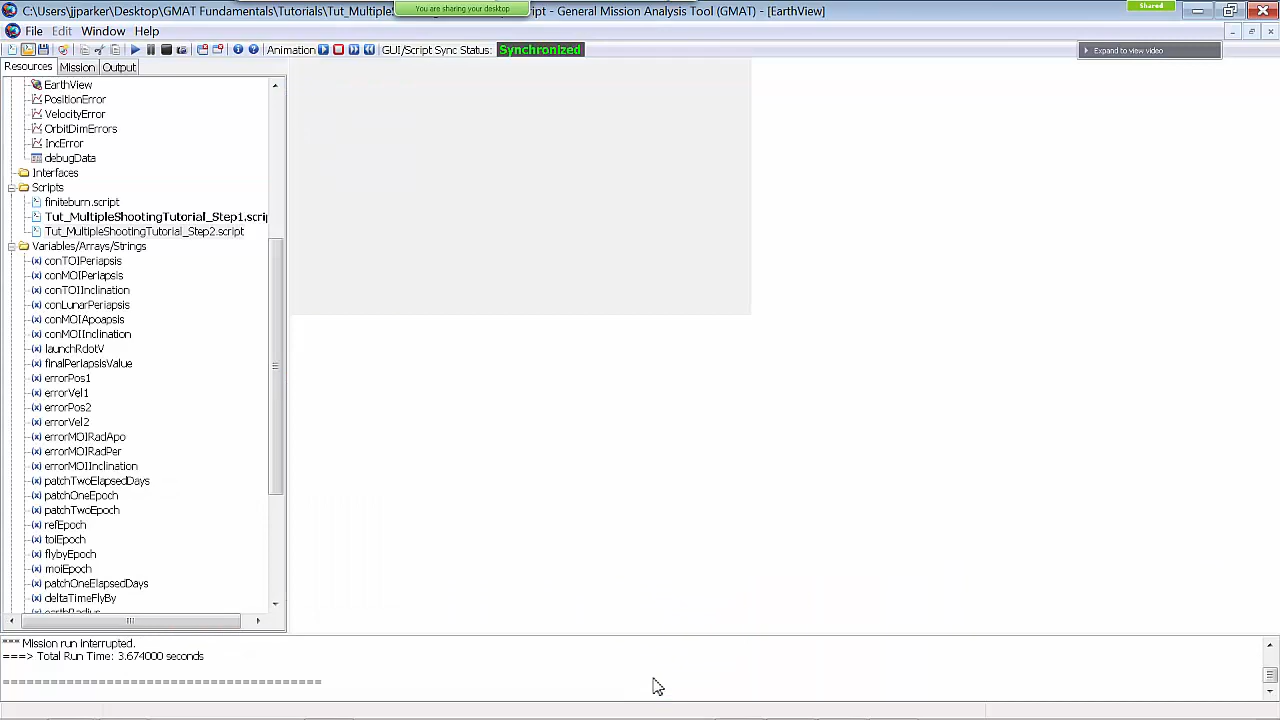 C:\Users\jjparker\Desktop\GMAT Fundamentals\Tutorials\Tut_Multiple ipt - General Mission Analysis Tool (GMAT) - [EarthView]
You are sharing your desktop
Shared
File Edit Window Help
Animation GUI/Script Sync Status: Synchronized
Expand to view video
Resources Mission Output
EarthView
PositionError
VelocityError
OrbitDimErrors
IncError
debugData
Interfaces
Scripts
finiteburn.script
Tut_MultipleShootingTutorial_Step1.scrip
Tut_MultipleShootingTutorial_Step2.script
Variables/Arrays/Strings
conTOIPeriapsis
conMOIPeriapsis
conTOIInclination
conLunarPeriapsis
conMOIApoapsis
conMOIInclination
launchRdotV
finalPeriapsisValue
errorPos1
errorVel1
errorPos2
errorVel2
errorMOIRadApo
errorMOIRadPer
errorMOIInclination
patchTwoElapsedDays
patchOneEpoch
patchTwoEpoch
refEpoch
toiEpoch
flybyEpoch
moiEpoch
patchOneElapsedDays
deltaTimeFlyBy
earthRadius
*** Mission run interrupted.
===> Total Run Time: 3.674000 seconds
========================================